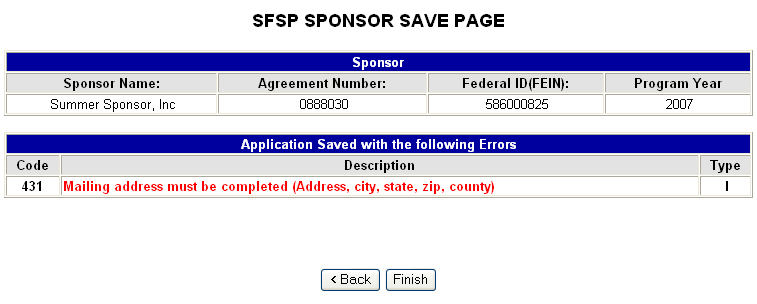 SFSP SPONSOR SAVE PAGE
Sponsor
Sponsor Name: Agreement Number: Federal ID(FEIN): Program Year
Summer Sponsor, Inc 0888030 586000825 2007
Application Saved with the following Errors
Code Description Type
431 Mailing address must be completed (Address, city, state, zip, county) I
< Back Finish